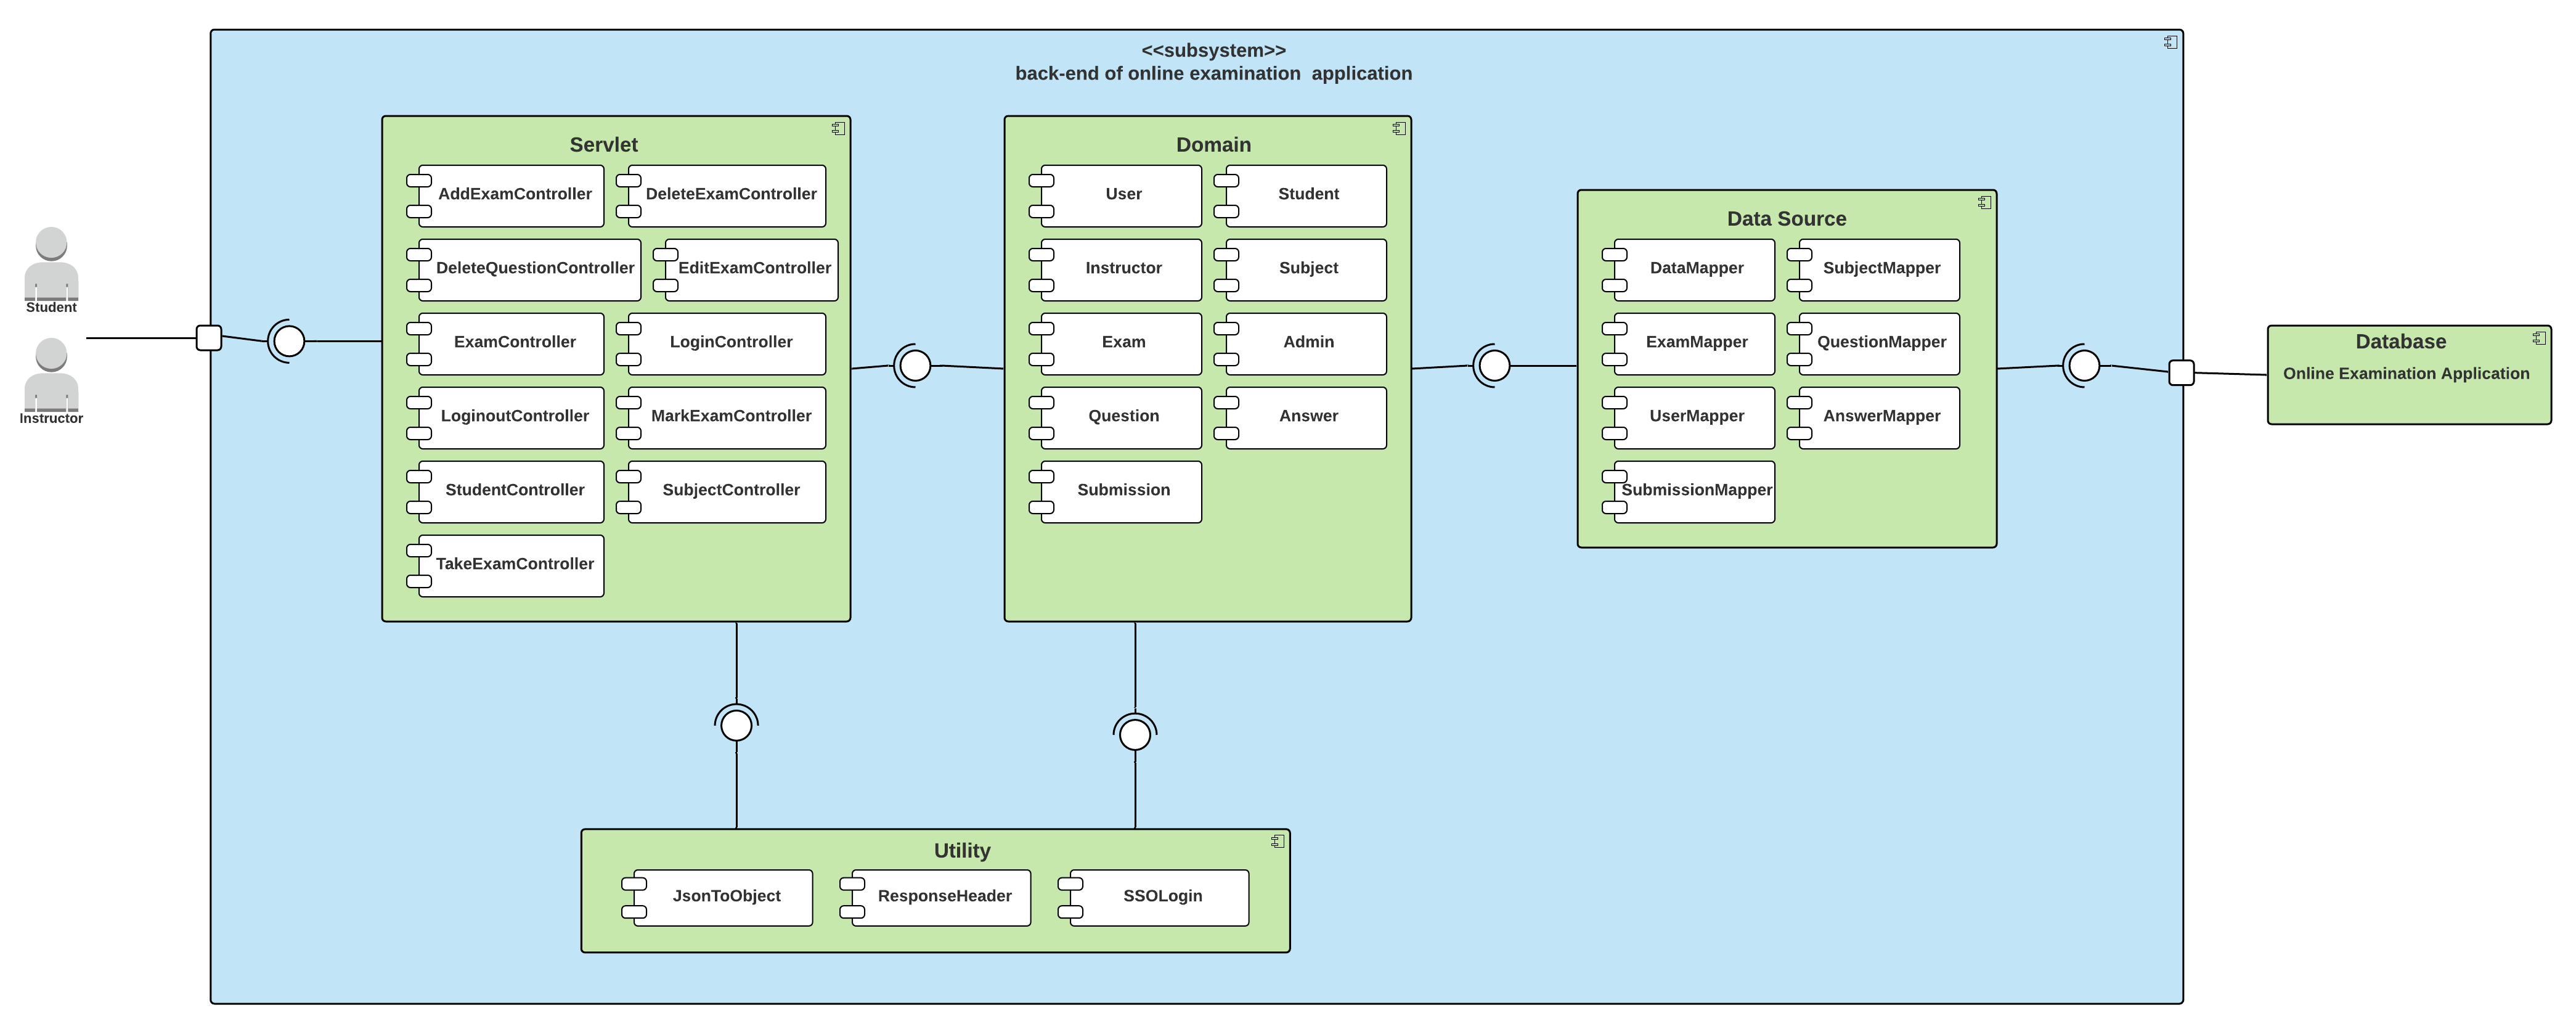 <<subsystem>>
back-end of online examination  application
Servlet
AddExamController
DeleteExamController
DeleteQuestionController
EditExamController
ExamController
LoginController
LoginoutController
MarkExamController
StudentController
SubjectController
TakeExamController
Domain
User
Student
Instructor
Subject
Exam
Admin
Question
Answer
Submission
Data Source
DataMapper
SubjectMapper
ExamMapper
QuestionMapper
UserMapper
AnswerMapper
SubmissionMapper
Student
Instructor
Database
Online Examination Application
Utility
JsonToObject
ResponseHeader
SSOLogin